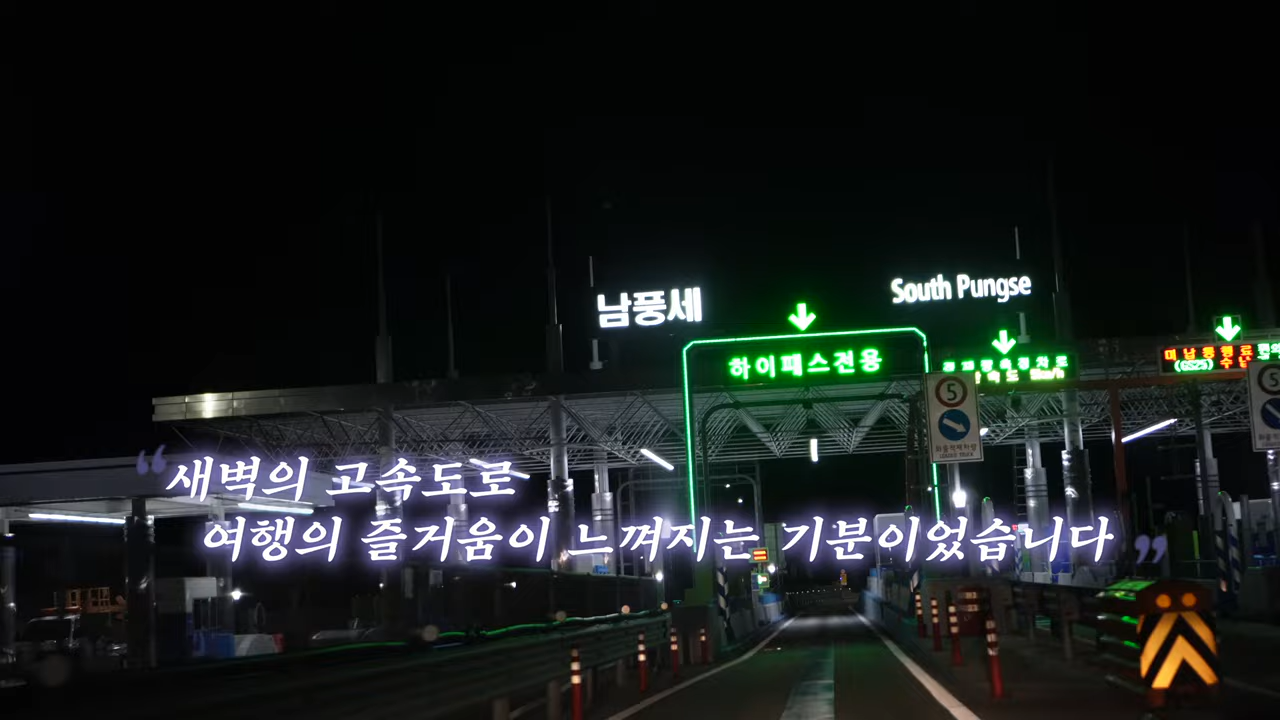 남풍세
South Pungse
하이패스전용
5
“새벽의 고속도로
여행의 즐거움이 느껴지는 기분이었습니다”